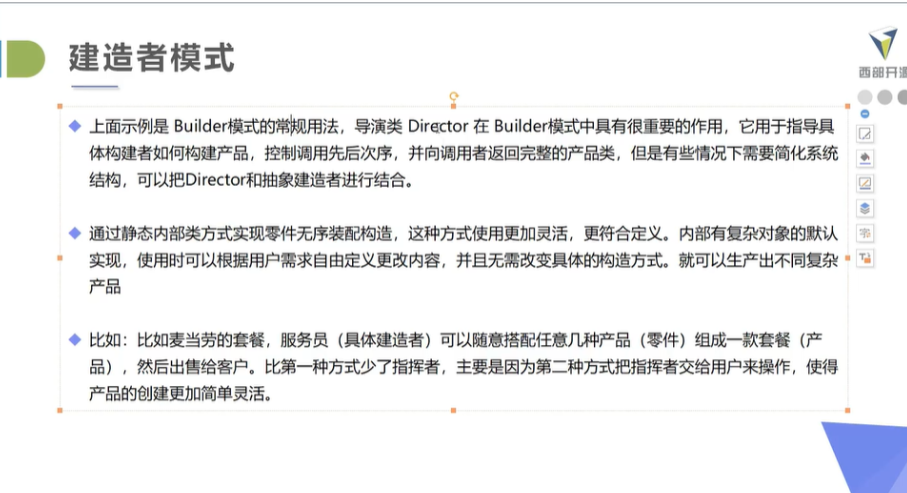 建造者模式
西部开源
上面示例是 Builder模式的常规用法，导演类 Director 在 Builder模式中具有很重要的作用，它用于指导具
体构建者如何构建产品，控制调用先后次序，并向调用者返回完整的产品类，但是有些情况下需要简化系统
结构，可以把Director和抽象建造者进行结合。
通过静态内部类方式实现零件无序装配构造，这种方式使用更加灵活，更符合定义。内部有复杂对象的默认
实现，使用时可以根据用户需求自由定义更改内容，并且无需改变具体的构造方式。就可以生产出不同复杂
产品
比如：比如麦当劳的套餐，服务员（具体建造者）可以随意搭配任意几种产品（零件）组成一款套餐（产
品），然后出售给客户。比第一种方式少了指挥者，主要是因为第二种方式把指挥者交给用户来操作，使得
产品的创建更加简单灵活。